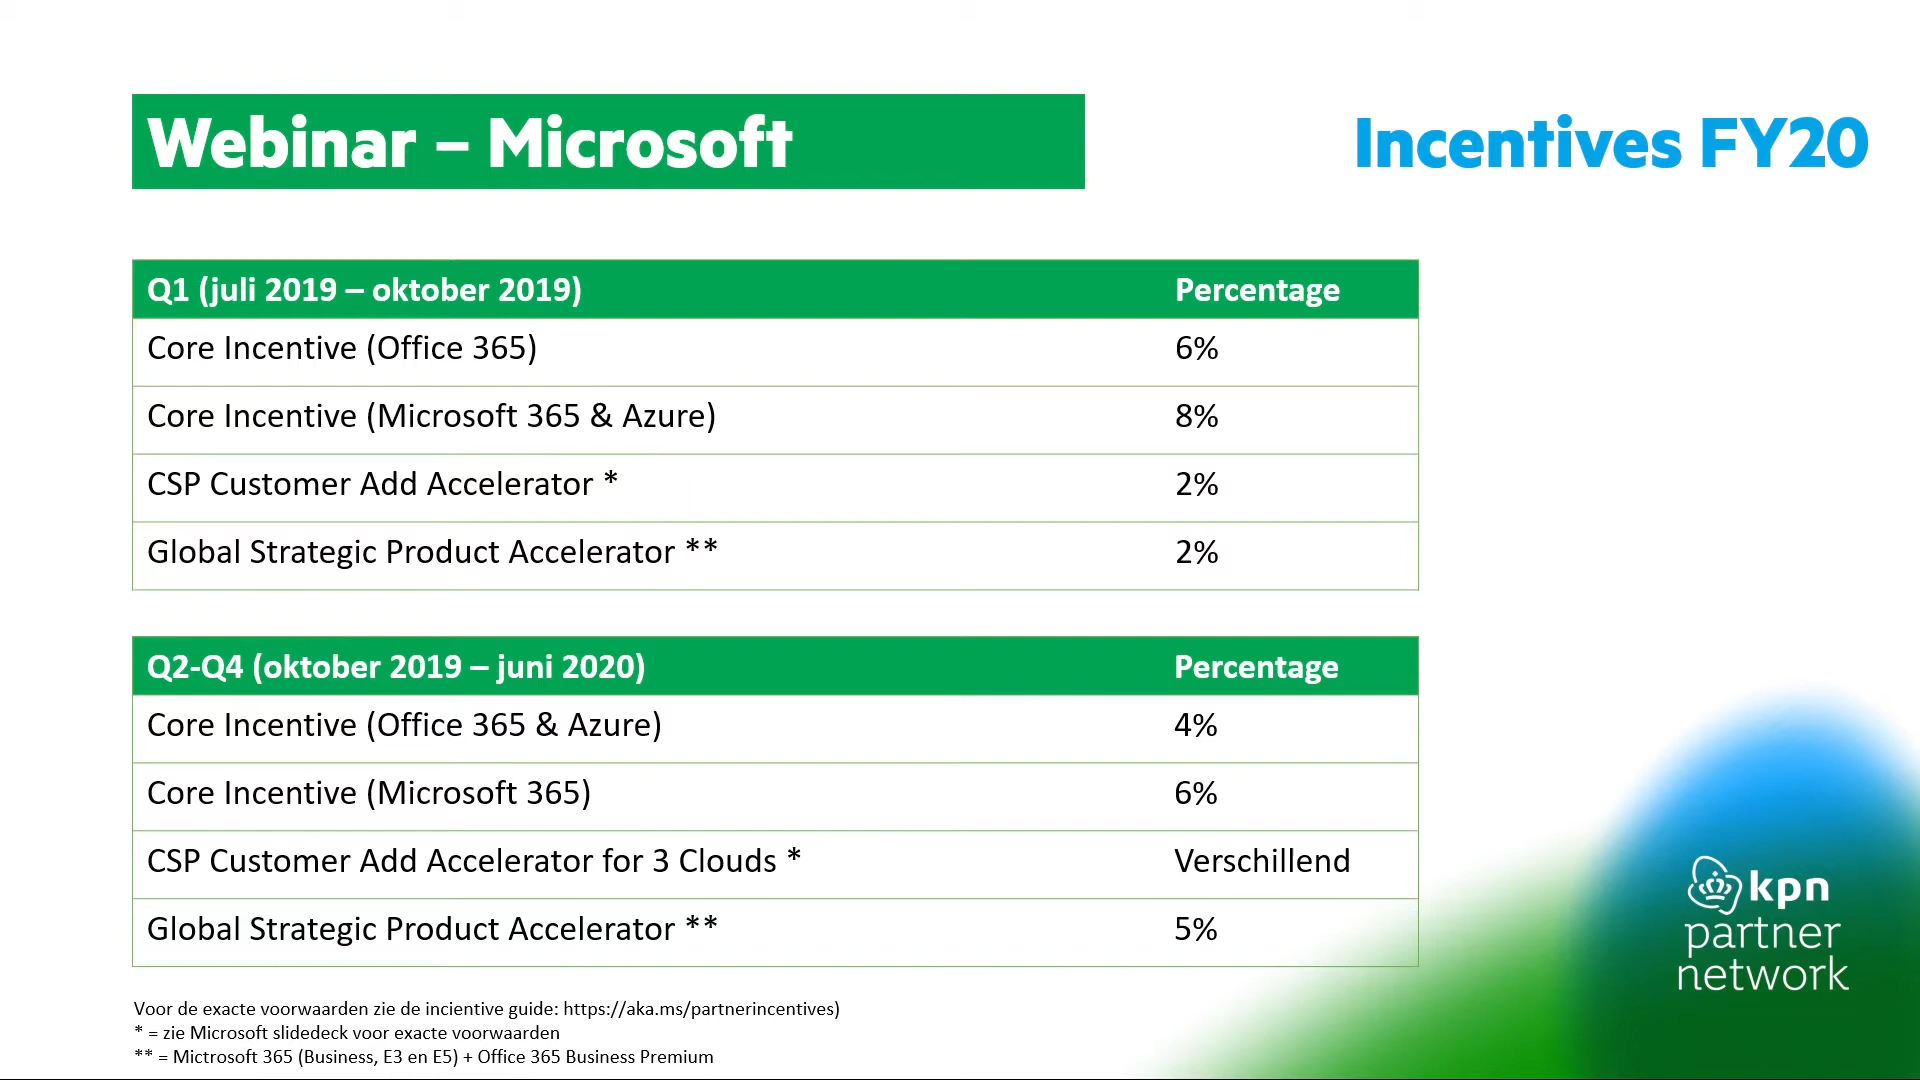 Webinar – Microsoft
Incentives FY20
Q1 (juli 2019 – oktober 2019) Percentage
Core Incentive (Office 365) 6%
Core Incentive (Microsoft 365 & Azure) 8%
CSP Customer Add Accelerator * 2%
Global Strategic Product Accelerator ** 2%
Q2-Q4 (oktober 2019 – juni 2020) Percentage
Core Incentive (Office 365 & Azure) 4%
Core Incentive (Microsoft 365) 6%
CSP Customer Add Accelerator for 3 Clouds * Verschillend
Global Strategic Product Accelerator ** 5%
Voor de exacte voorwaarden zie de incientive guide: https://aka.ms/partnerincentives)
* = zie Microsoft slidedeck voor exacte voorwaarden
** = Mictrosoft 365 (Business, E3 en E5) + Office 365 Business Premium
kpn
partner
network